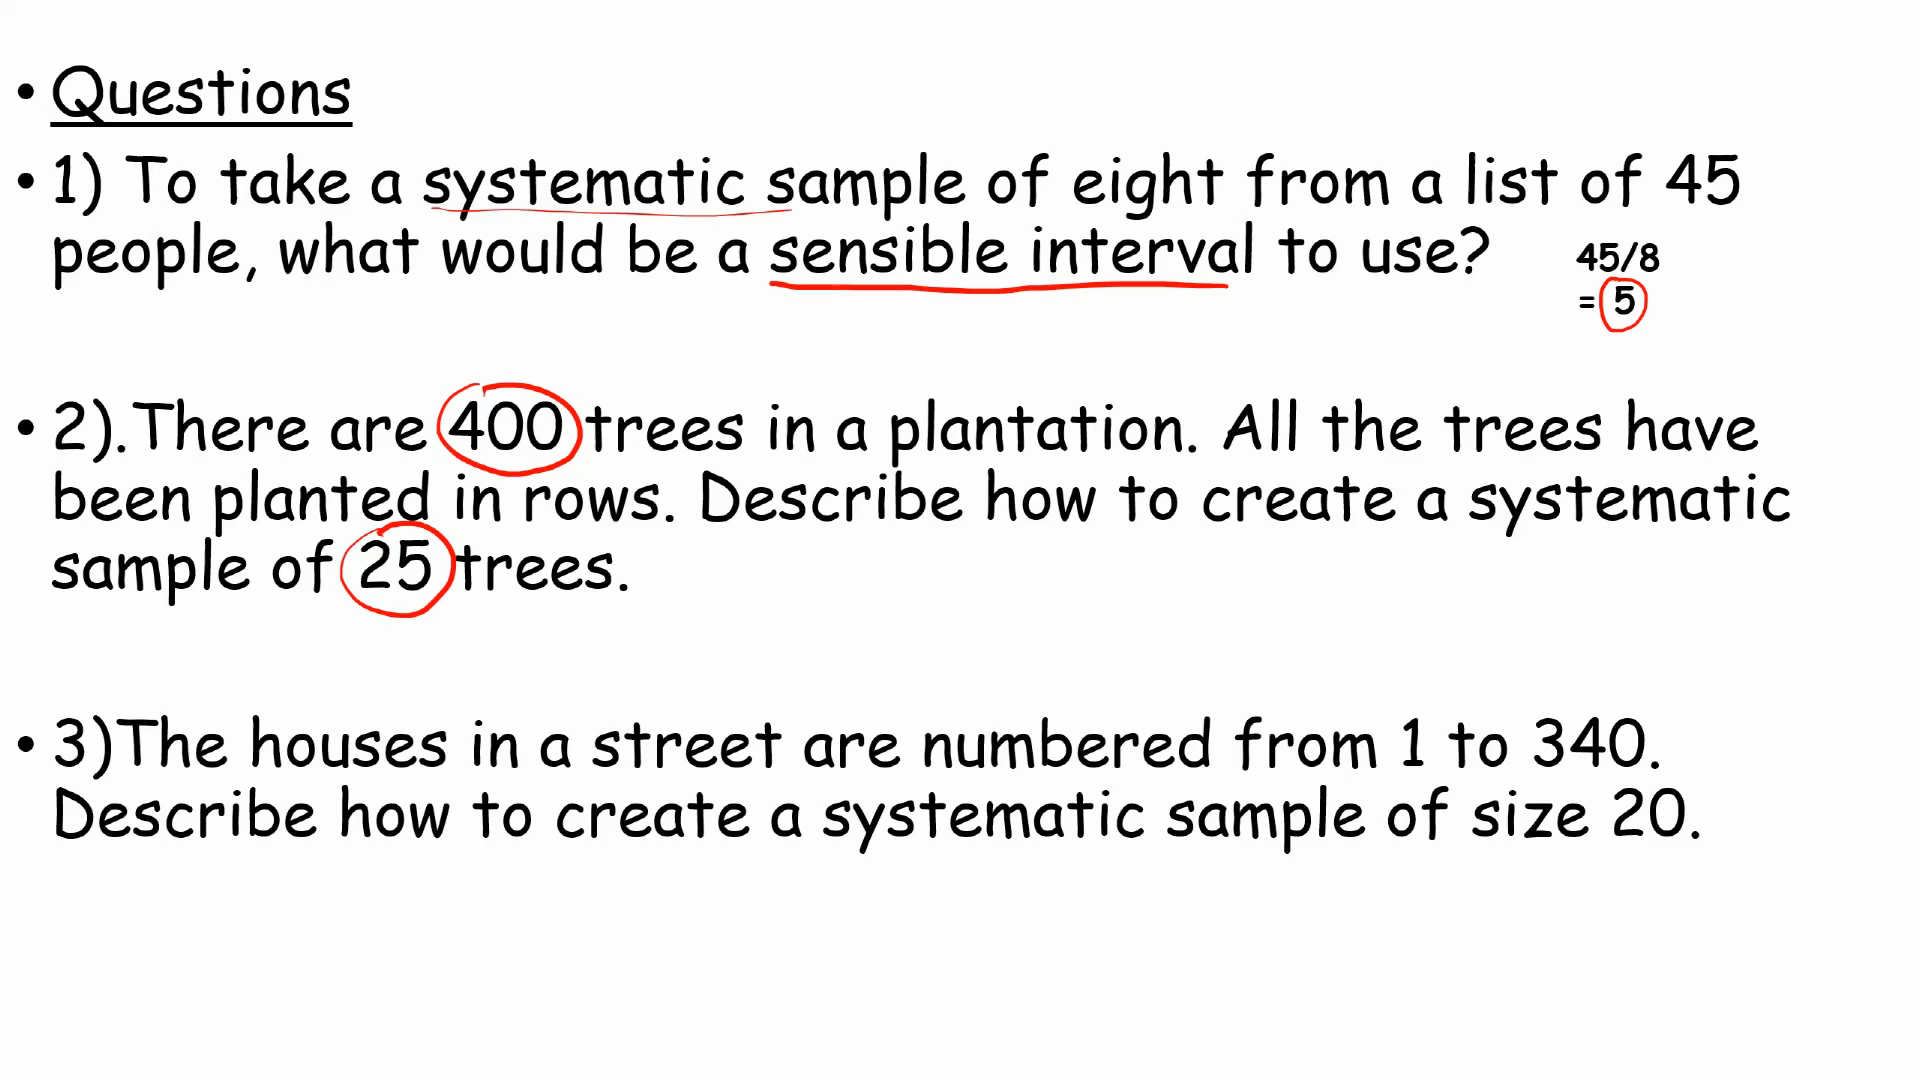 • Questions
• 1) To take a systematic sample of eight from a list of 45
people, what would be a sensible interval to use?
45/8
= 5
• 2).There are 400 trees in a plantation. All the trees have
been planted in rows. Describe how to create a systematic
sample of 25 trees.
• 3)The houses in a street are numbered from 1 to 340.
Describe how to create a systematic sample of size 20.